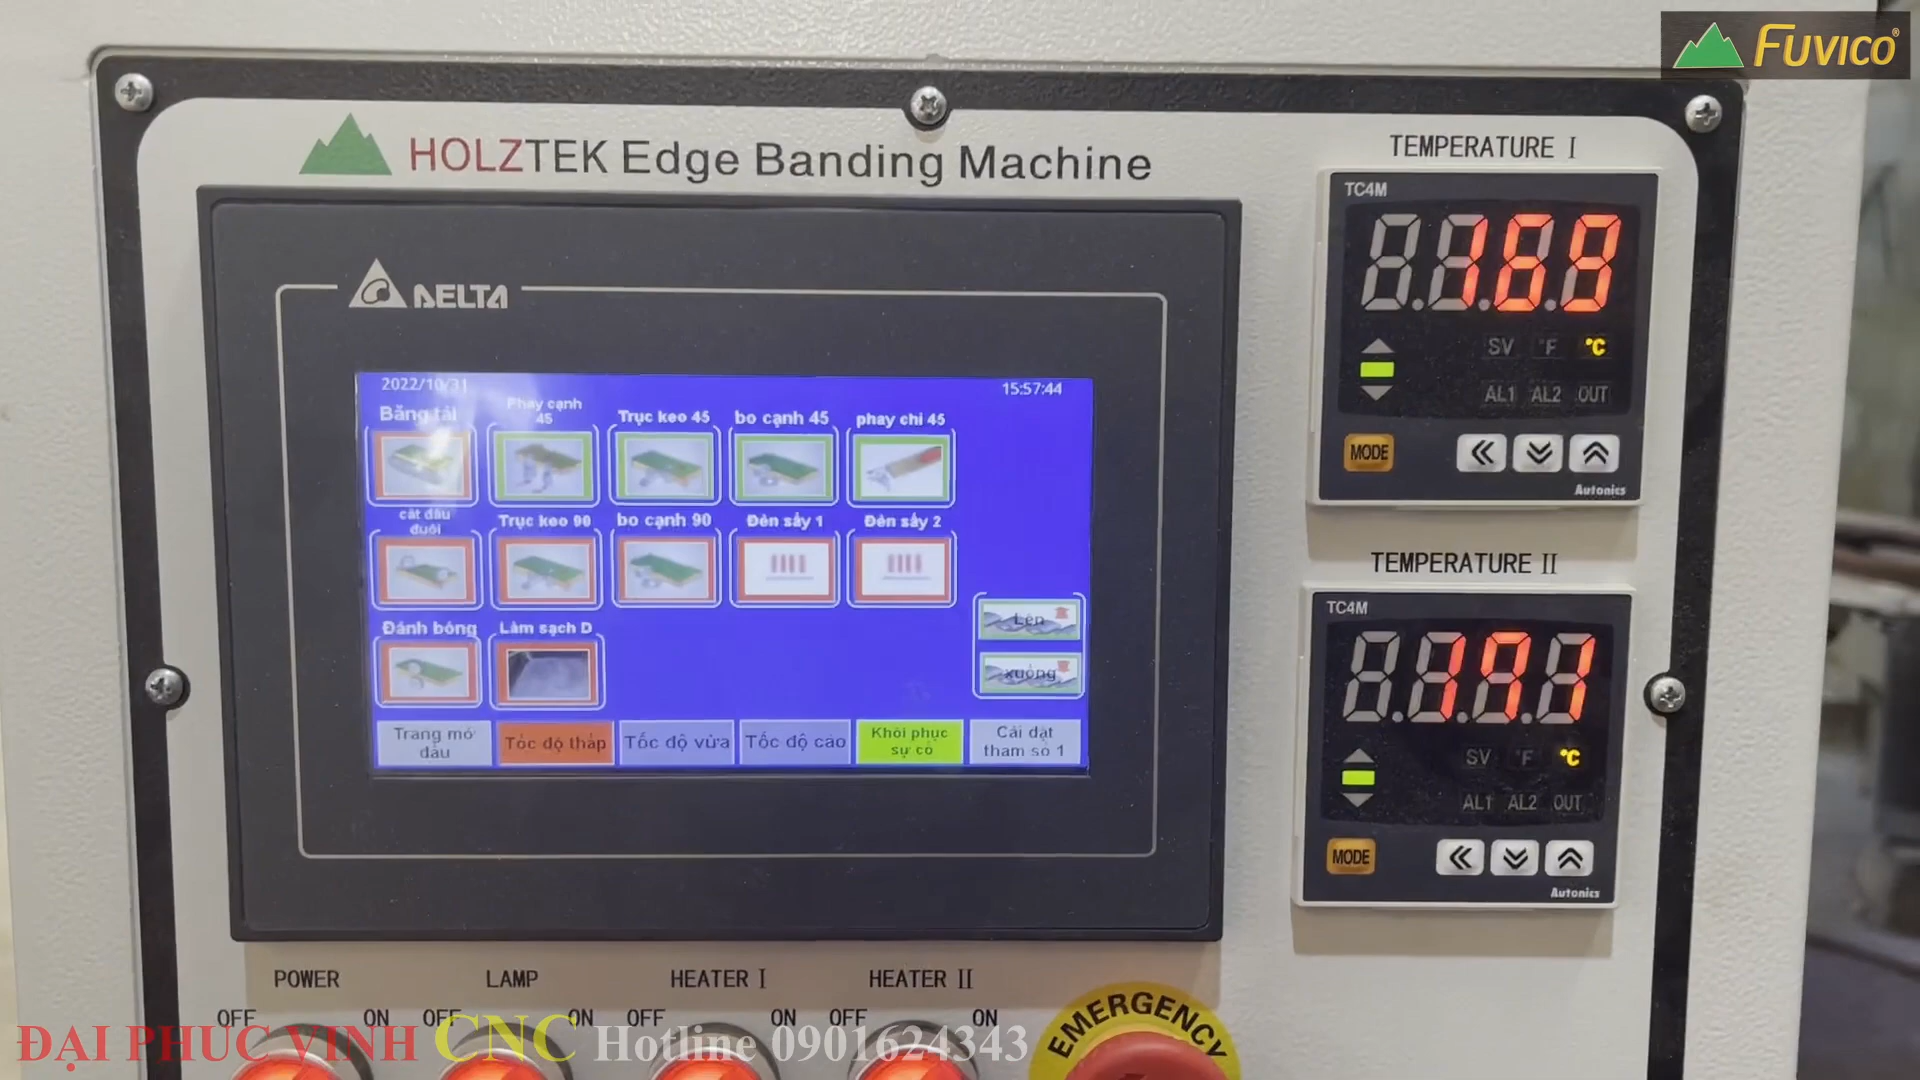 FUVICO®
HOLZTEK Edge Banding Machine
TEMPERATURE I
TC4M
169
SV °F °C
AL1 AL2 OUT
MODE
Autonics
DELTA
2022/10/31 15:57:44
Băng tải
Phay cạnh 45
Trục keo 45
bo cạnh 45
phay chỉ 45
cắt đầu đuôi
Trục keo 90
bo cạnh 90
Đèn sấy 1
Đèn sấy 2
Đánh bóng
Làm sạch D
Lên
xuống
Trang mở đầu
Tốc độ thấp
Tốc độ vừa
Tốc độ cao
Khôi phục sự cố
Cài đặt tham số 1
TEMPERATURE II
TC4M
171
SV °F °C
AL1 AL2 OUT
MODE
Autonics
POWER
LAMP
HEATER I
HEATER II
OFF ON OFF ON OFF ON OFF ON
EMERGENCY
ĐẠI PHÚC VINH CNC Hotline 0901624343